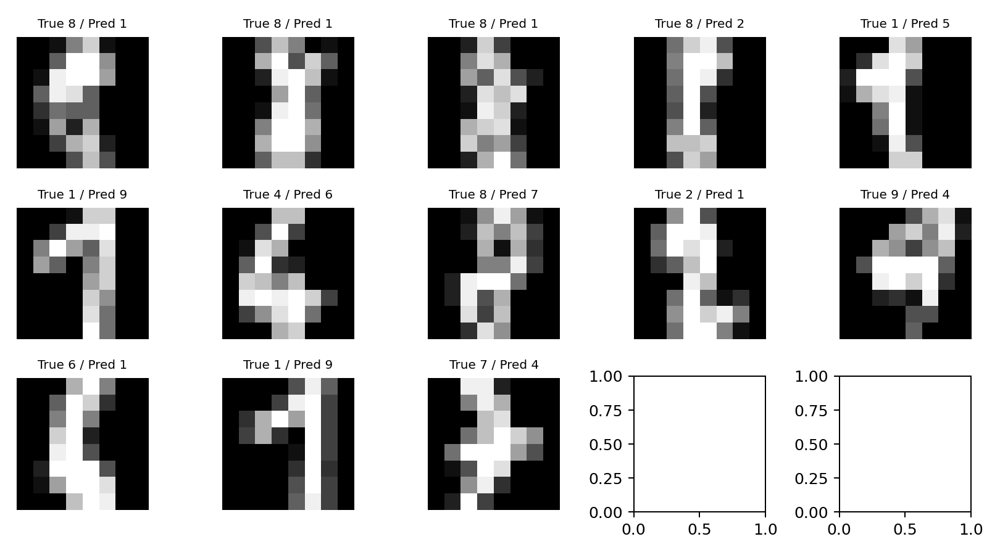 True 8 / Pred 1
True 8 / Pred 1
True 8 / Pred 1
True 8 / Pred 2
True 1 / Pred 5
True 1 / Pred 9
True 4 / Pred 6
True 8 / Pred 7
True 2 / Pred 1
True 9 / Pred 4
True 6 / Pred 1
True 1 / Pred 9
True 7 / Pred 4
1.00
0.75
0.50
0.25
0.00
0.0 0.5 1.0
1.00
0.75
0.50
0.25
0.00
0.0 0.5 1.0